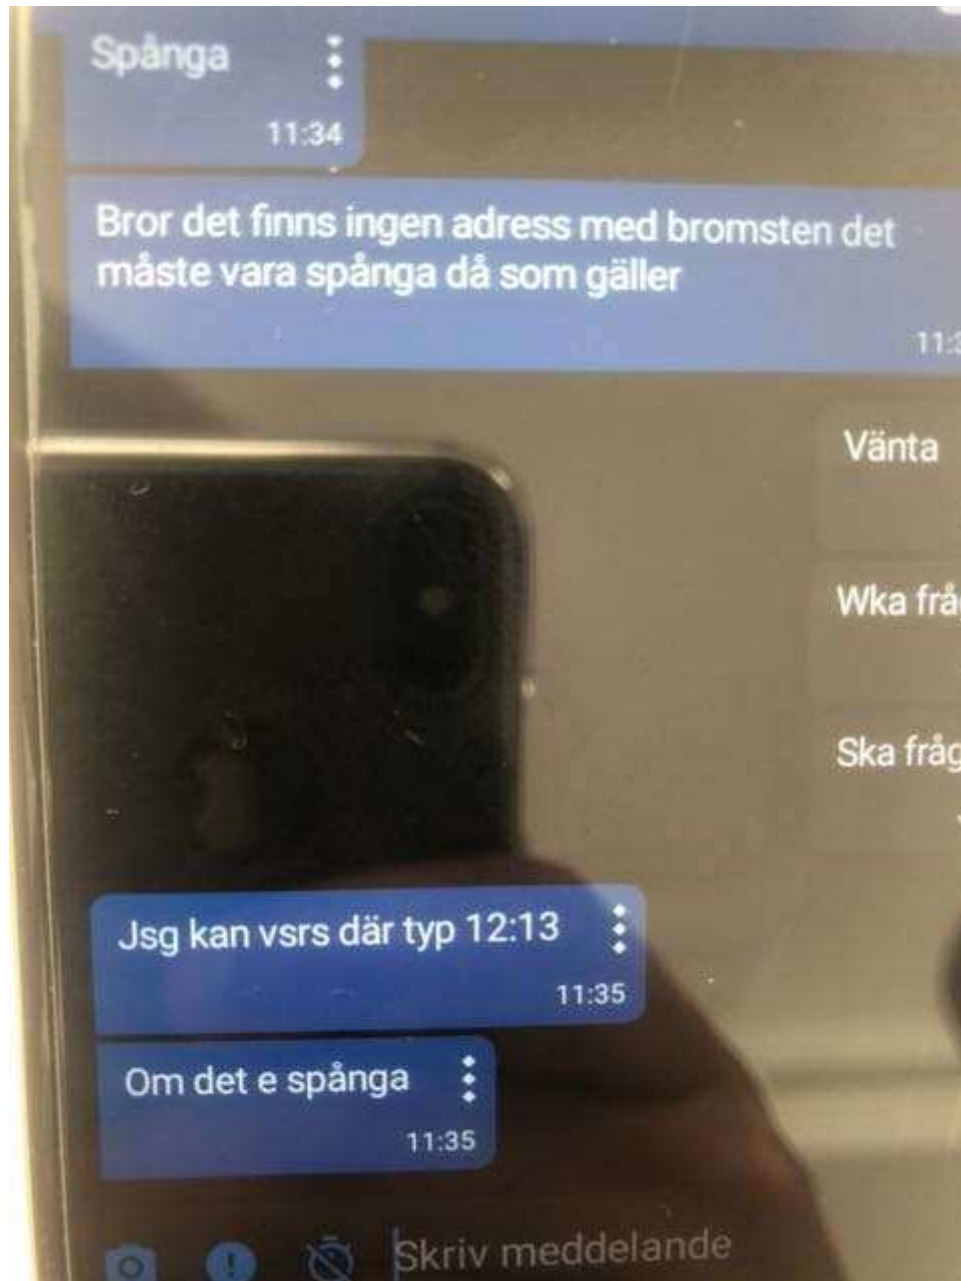 Spånga
11:34
Bror det finns ingen adress med bromsten det
måste vara spånga då som gäller
Vänta
Wka
Ska
Jsg kan vsrs där typ 12:13
11:35
Om det e spånga
11:35
Skriv meddelande